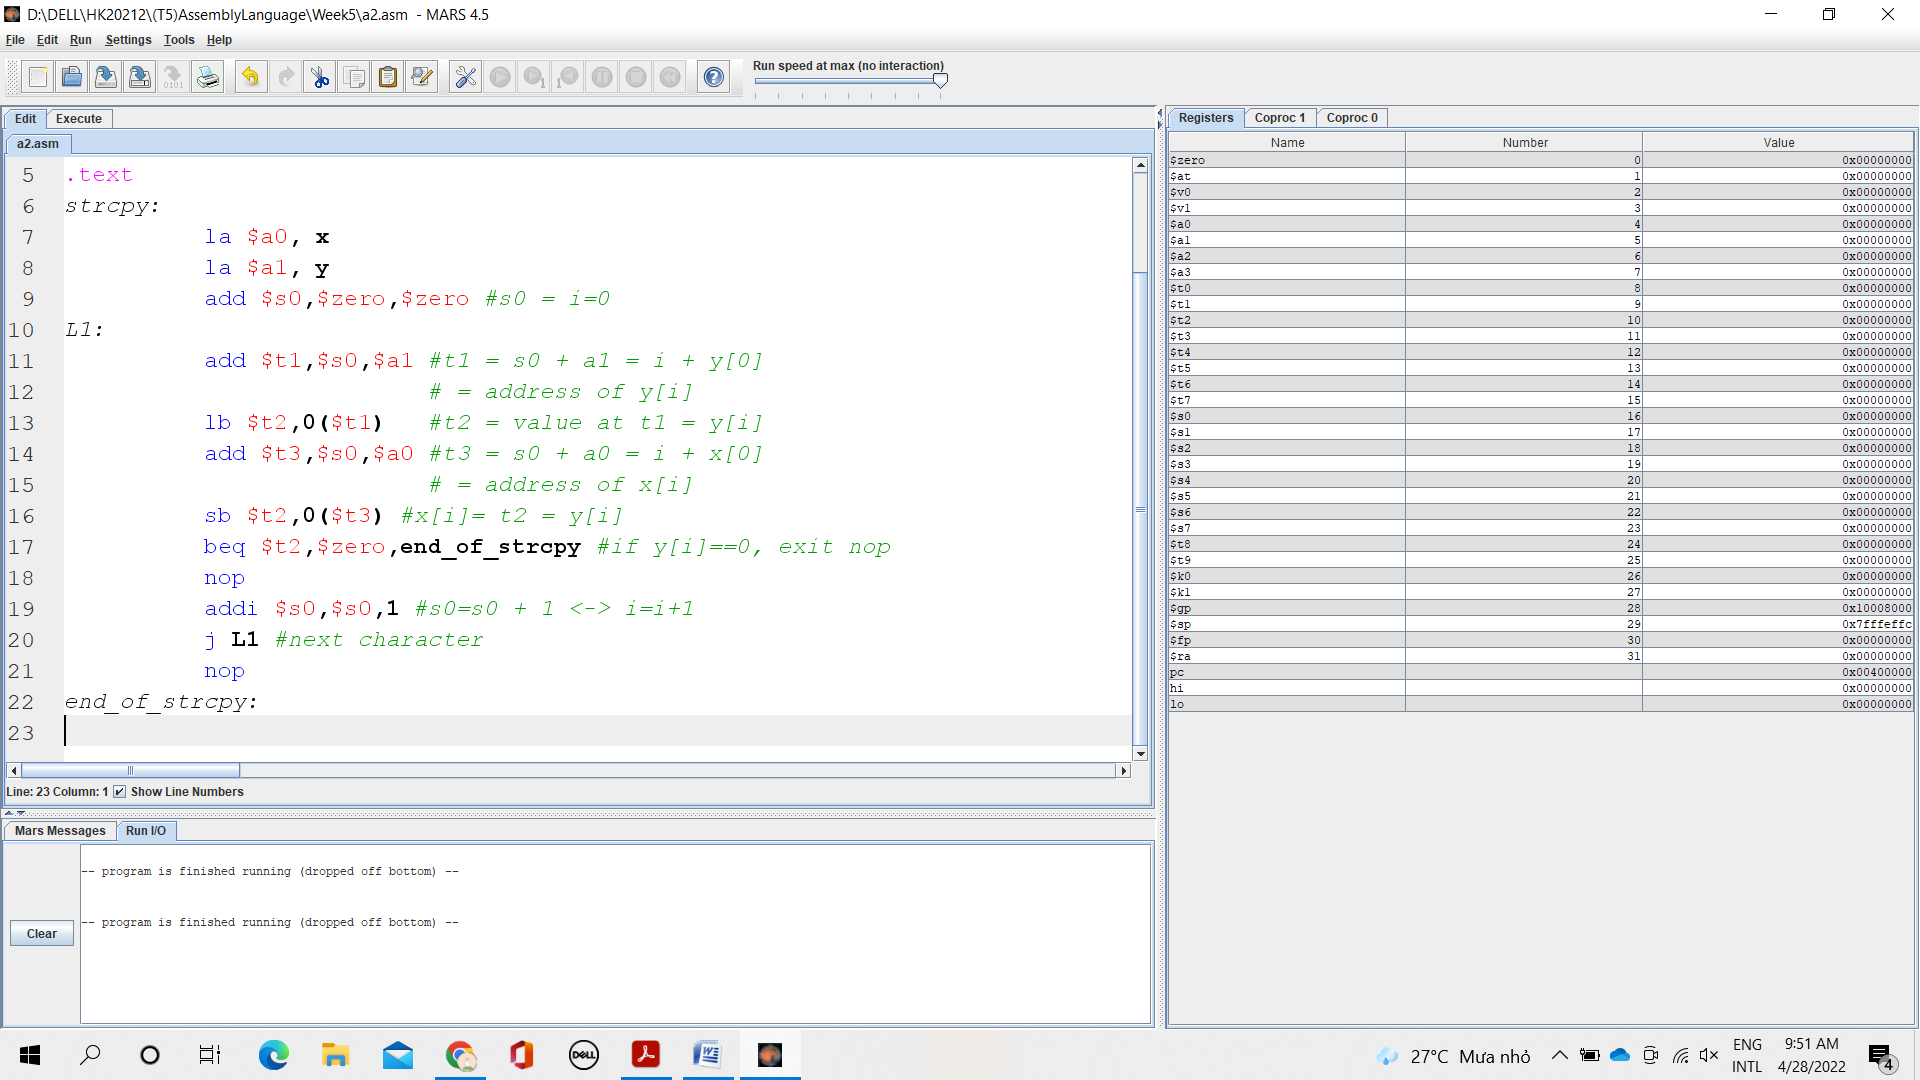 D:\DELL\HK20212\(T5)AssemblyLanguage\Week5\a2.asm - MARS 4.5
File Edit Run Settings Tools Help
Run speed at max (no interaction)
Edit Execute
a2.asm
5 .text
6 strcpy:
7 la $a0, x
8 la $a1, y
9 add $s0,$zero,$zero #s0 = i=0
10 L1:
11 add $t1,$s0,$a1 #t1 = s0 + a1 = i + y[0]
12 # = address of y[i]
13 lb $t2,0($t1) #t2 = value at t1 = y[i]
14 add $t3,$s0,$a0 #t3 = s0 + a0 = i + x[0]
15 # = address of x[i]
16 sb $t2,0($t3) #x[i]= t2 = y[i]
17 beq $t2,$zero,end_of_strcpy #if y[i]==0, exit nop
18 nop
19 addi $s0,$s0,1 #s0=s0 + 1 <-> i=i+1
20 j L1 #next character
21 nop
22 end_of_strcpy:
23
Line: 23 Column: 1 Show Line Numbers
Mars Messages Run I/O
-- program is finished running (dropped off bottom) --
-- program is finished running (dropped off bottom) --
Clear
Registers Coproc 1 Coproc 0
Name Number Value
$zero 0 0x00000000
$at 1 0x00000000
$v0 2 0x00000000
$v1 3 0x00000000
$a0 4 0x00000000
$a1 5 0x00000000
$a2 6 0x00000000
$a3 7 0x00000000
$t0 8 0x00000000
$t1 9 0x00000000
$t2 10 0x00000000
$t3 11 0x00000000
$t4 12 0x00000000
$t5 13 0x00000000
$t6 14 0x00000000
$t7 15 0x00000000
$s0 16 0x00000000
$s1 17 0x00000000
$s2 18 0x00000000
$s3 19 0x00000000
$s4 20 0x00000000
$s5 21 0x00000000
$s6 22 0x00000000
$s7 23 0x00000000
$t8 24 0x00000000
$t9 25 0x00000000
$k0 26 0x00000000
$k1 27 0x00000000
$gp 28 0x10008000
$sp 29 0x7fffeffc
$fp 30 0x00000000
$ra 31 0x00000000
pc 0x00400000
hi 0x00000000
lo 0x00000000
DELL
27°C Mưa nhỏ
ENG
INTL
9:51 AM
4/28/2022
4